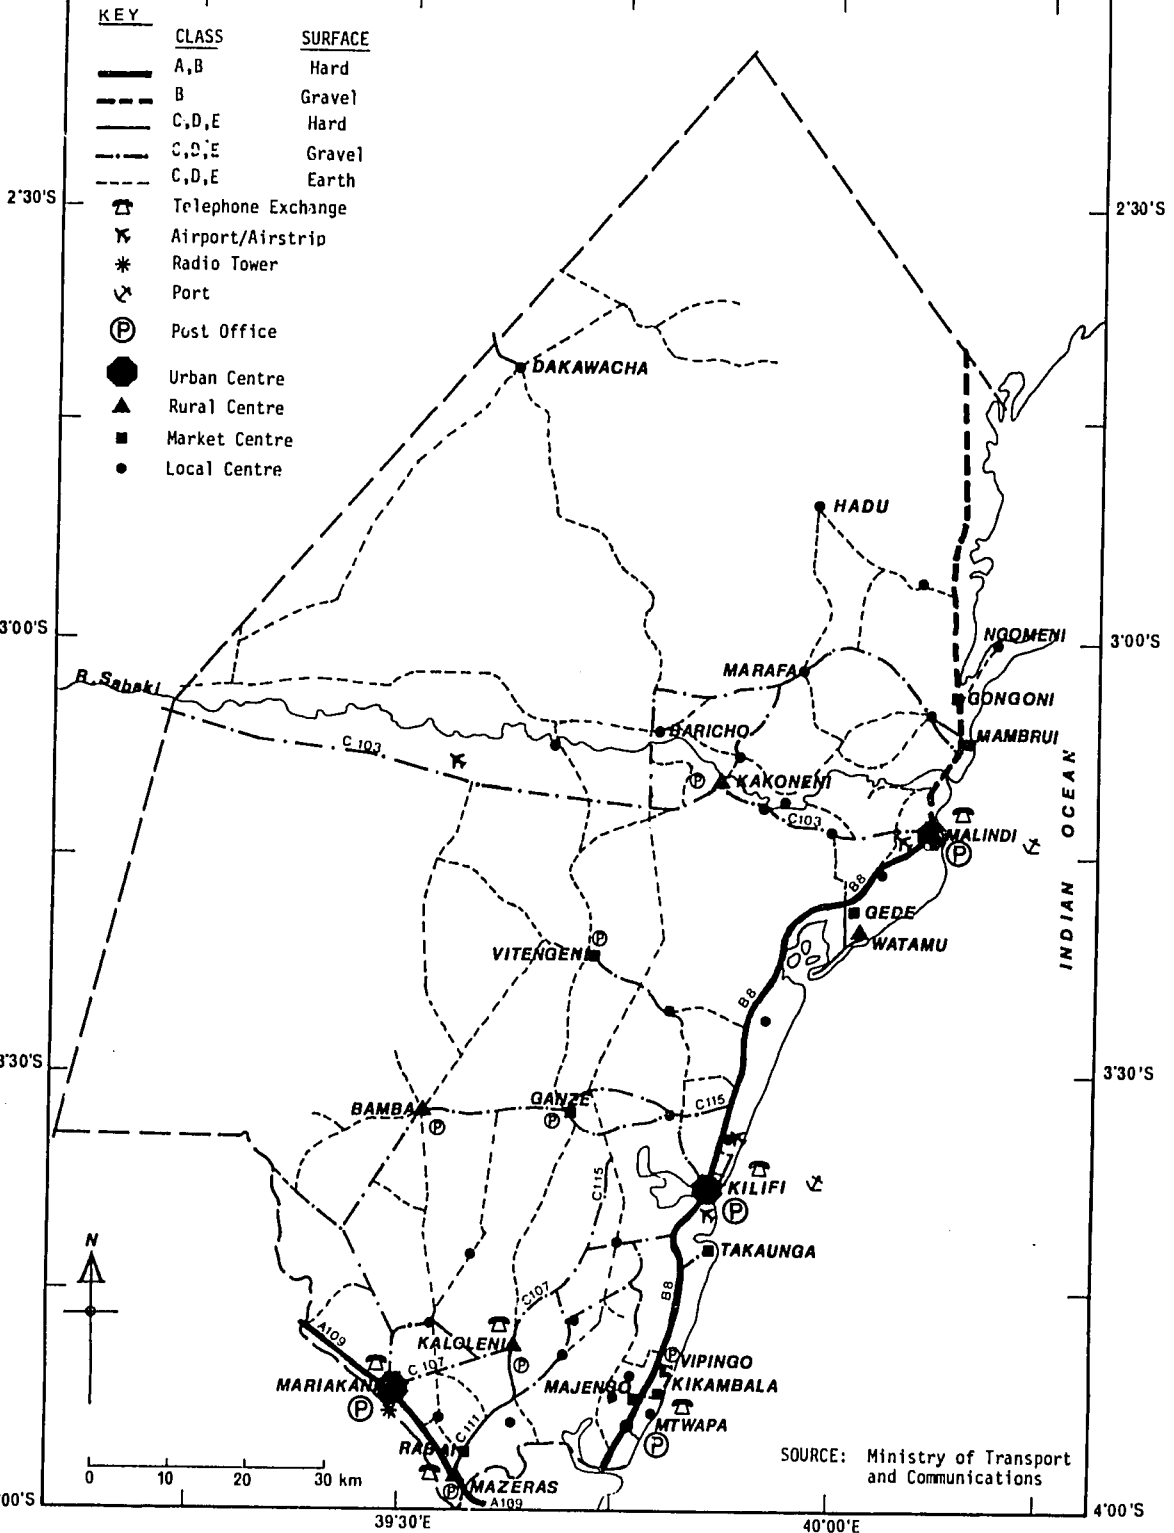 KEY
CLASS SURFACE
A,B Hard
B Gravel
C,D,E Hard
C,D,E Gravel
C,D,E Earth
Telephone Exchange
Airport/Airstrip
Radio Tower
Port
P Post Office
Urban Centre
Rural Centre
Market Centre
Local Centre
2°30'S
2°30'S
DAKAWACHA
HADU
3°00'S
NGOMENI
3°00'S
MARAFA
R. Sabaki
GONGONI
BARICHO
MAMBRUI
C 103
P
KAKONENI
INDIAN OCEAN
C103
MALINDI
P
B8
GEDE
P
WATAMU
VITENGENI
B8
3°30'S
3°30'S
GANZE
C115
BAMBA
P
P
C115
KILIFI
P
N
TAKAUNGA
C107
B8
A109
KALOLENI
P
P
VIPINGO
C 107
MARIAKANI
MAJENGO
KIKAMBALA
P
MTWAPA
C111
RABAI
P
SOURCE: Ministry of Transport
and Communications
0 10 20 30 km
MAZERAS
P
A109
00'S
4°00'S
39°30'E
40°00'E